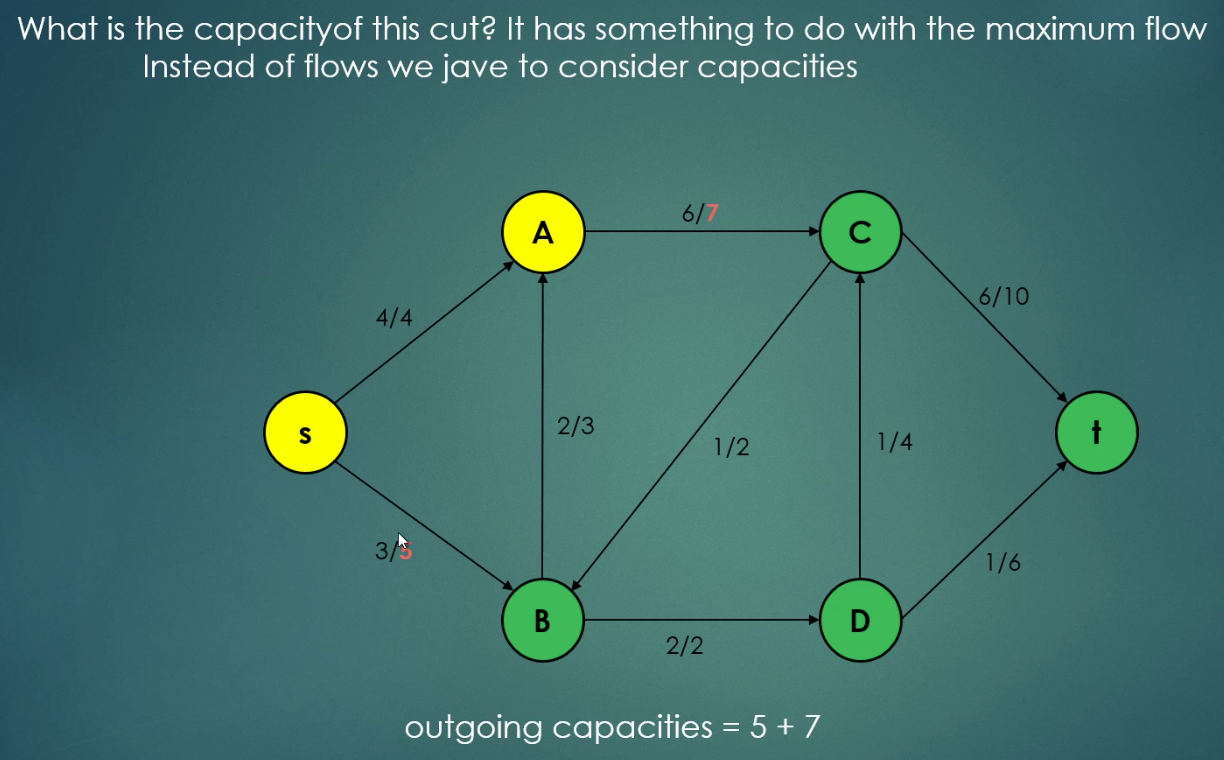 What is the capacityof this cut? It has something to do with the maximum flow
Instead of flows we jave to consider capacities
6/7
A
C
4/4
6/10
s
2/3
1/2
1/4
t
3/5
1/6
B
D
2/2
outgoing capacities = 5 + 7